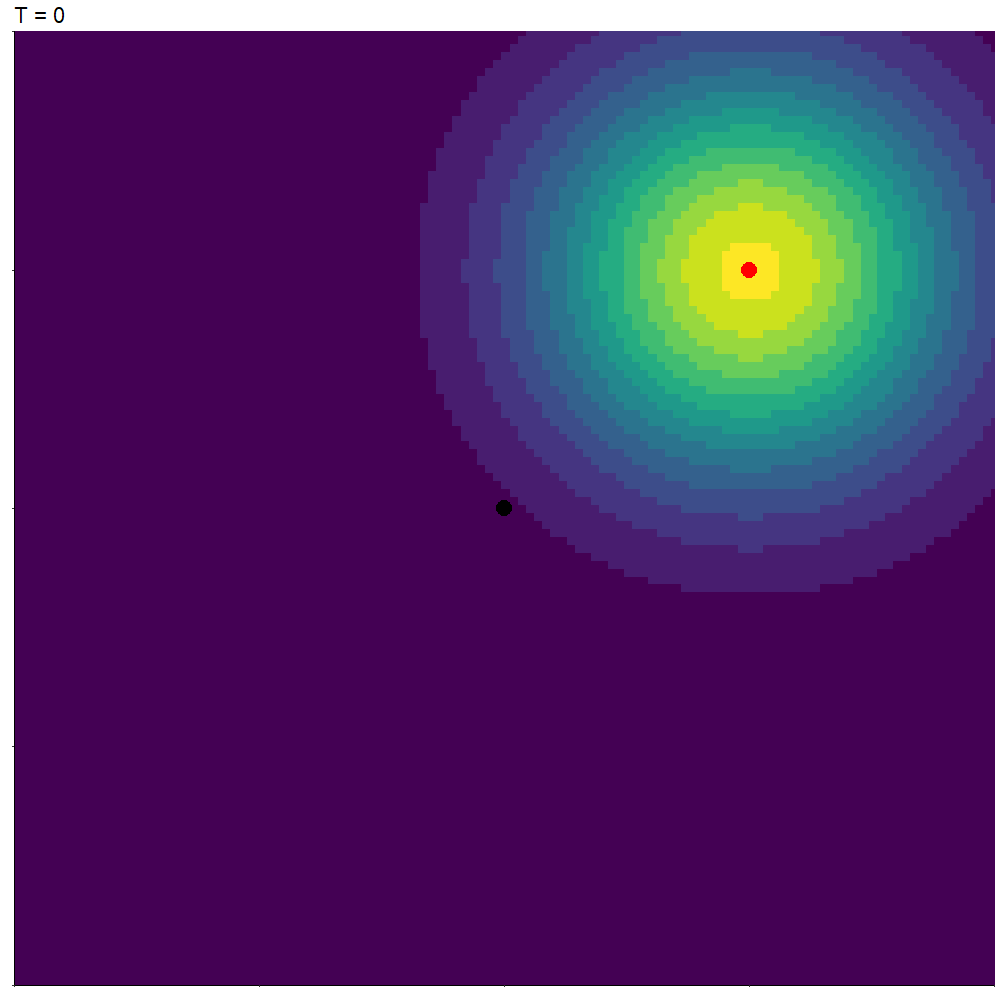 T = 0